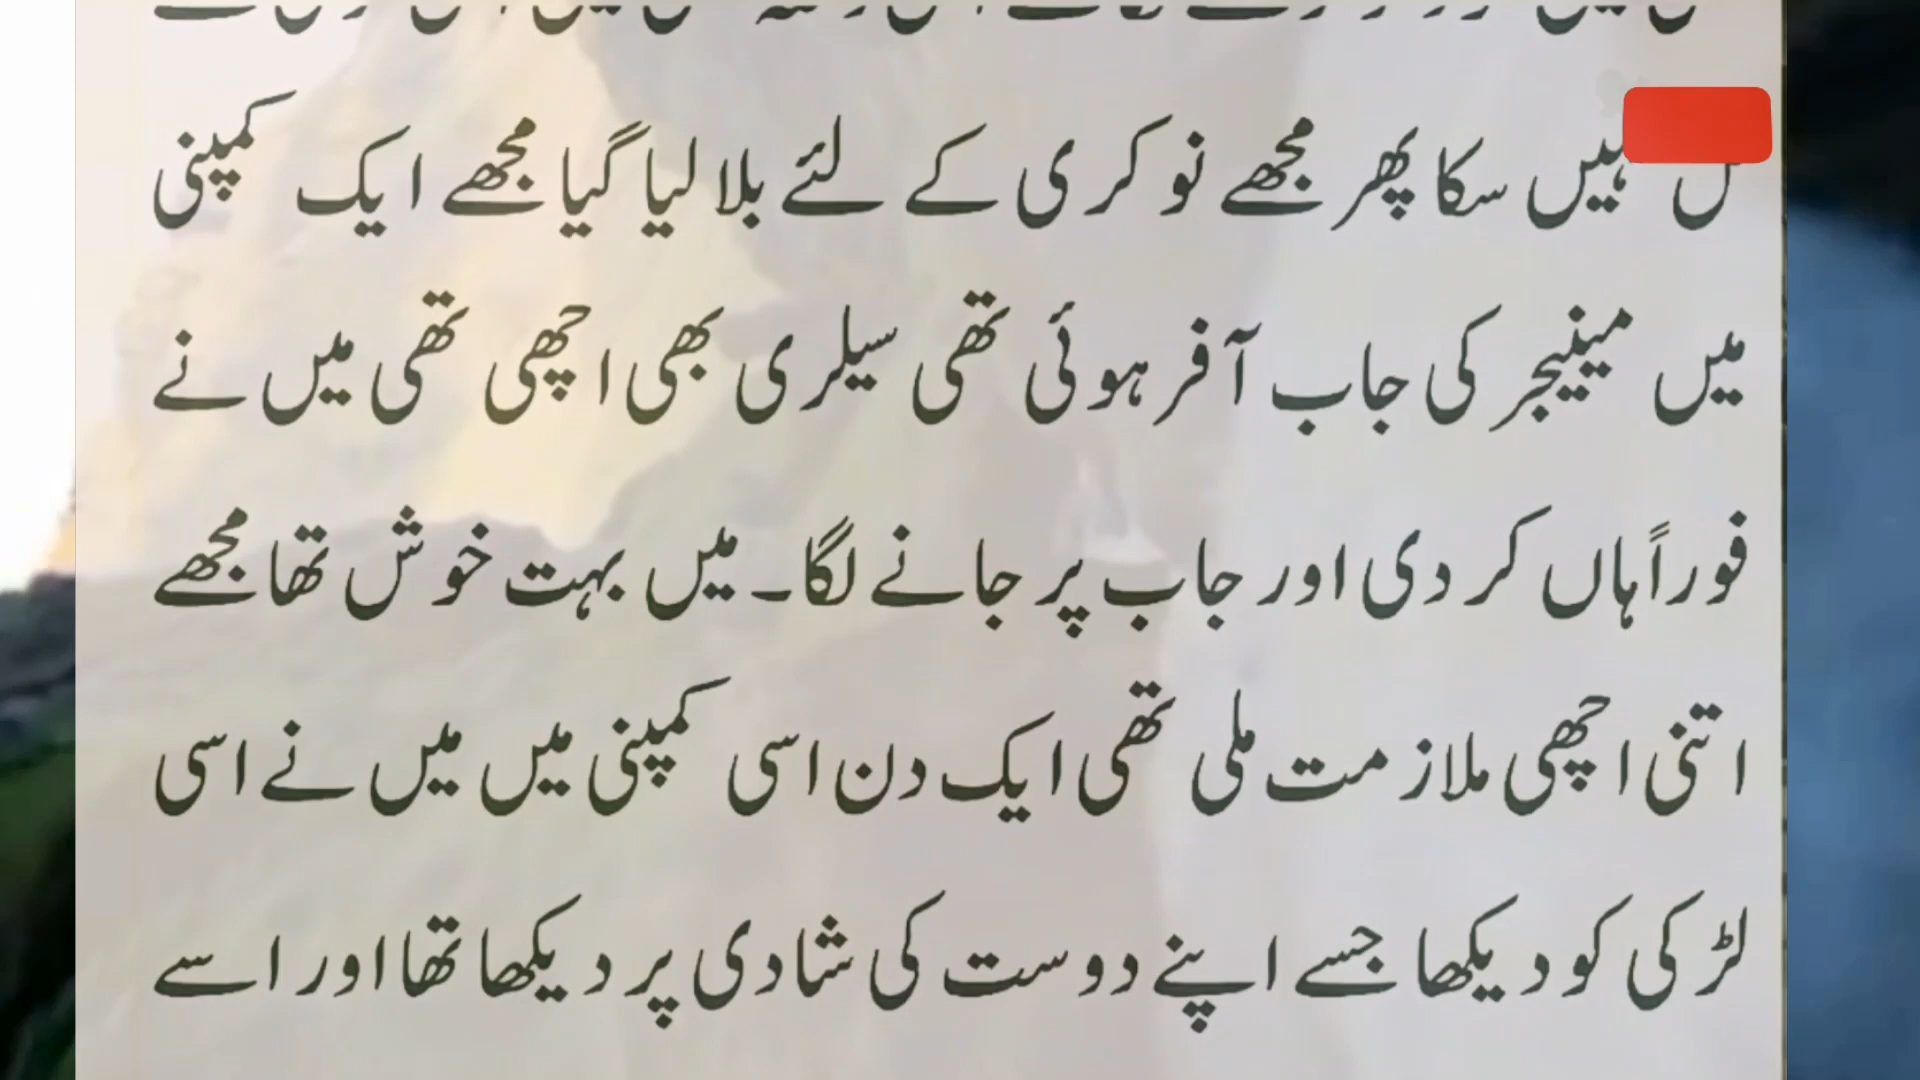 سکا پھر مجھے نوکری کے لئے بلا لیا گیا مجھے ایک کمپنی
میں مینیجر کی جاب آفر ہوئی تھی سیلری بھی اچھی تھی میں نے
فوراً ہاں کر دی اور جاب پر جانے لگا۔ میں بہت خوش تھا مجھے
اتنی اچھی ملازمت ملی تھی ایک دن اسی کمپنی میں میں نے اسی
لڑکی کو دیکھا جسے اپنے دوست کی شادی پر دیکھا تھا اور اسے